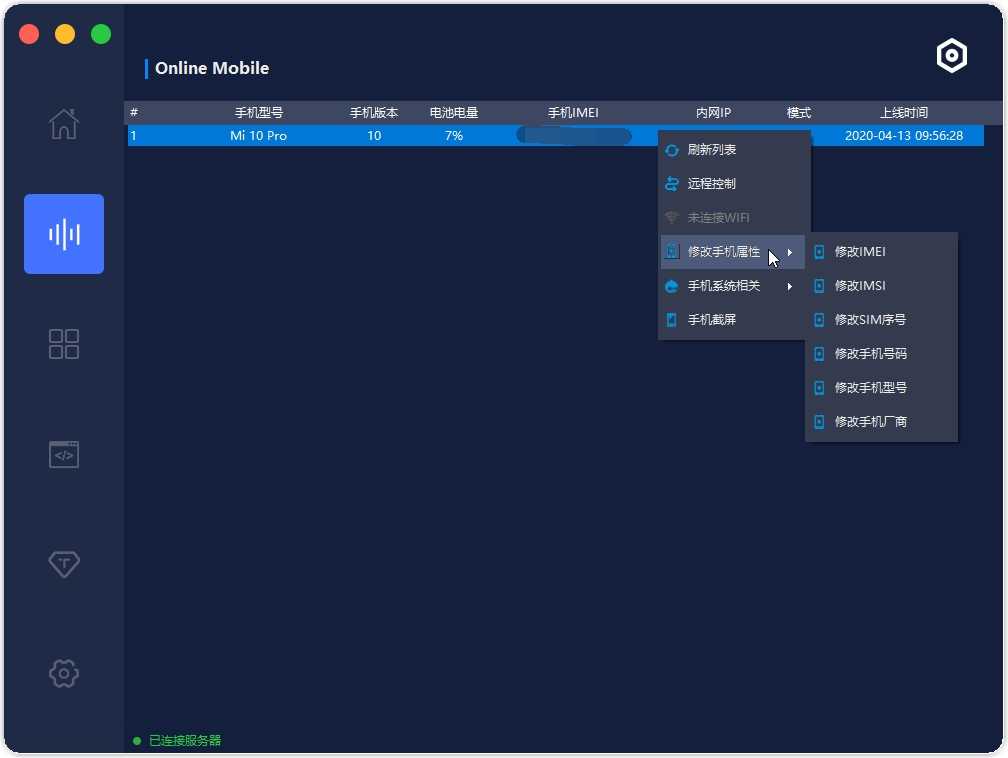 Online Mobile
# 手机型号 手机版本 电池电量 手机IMEI 内网IP 模式 上线时间
1 Mi 10 Pro 10 7% 2020-04-13 09:56:28
刷新列表
远程控制
未连接WIFI
修改手机属性
手机系统相关
手机截屏
修改IMEI
修改IMSI
修改SIM序号
修改手机号码
修改手机型号
修改手机厂商
</>
T
已连接服务器